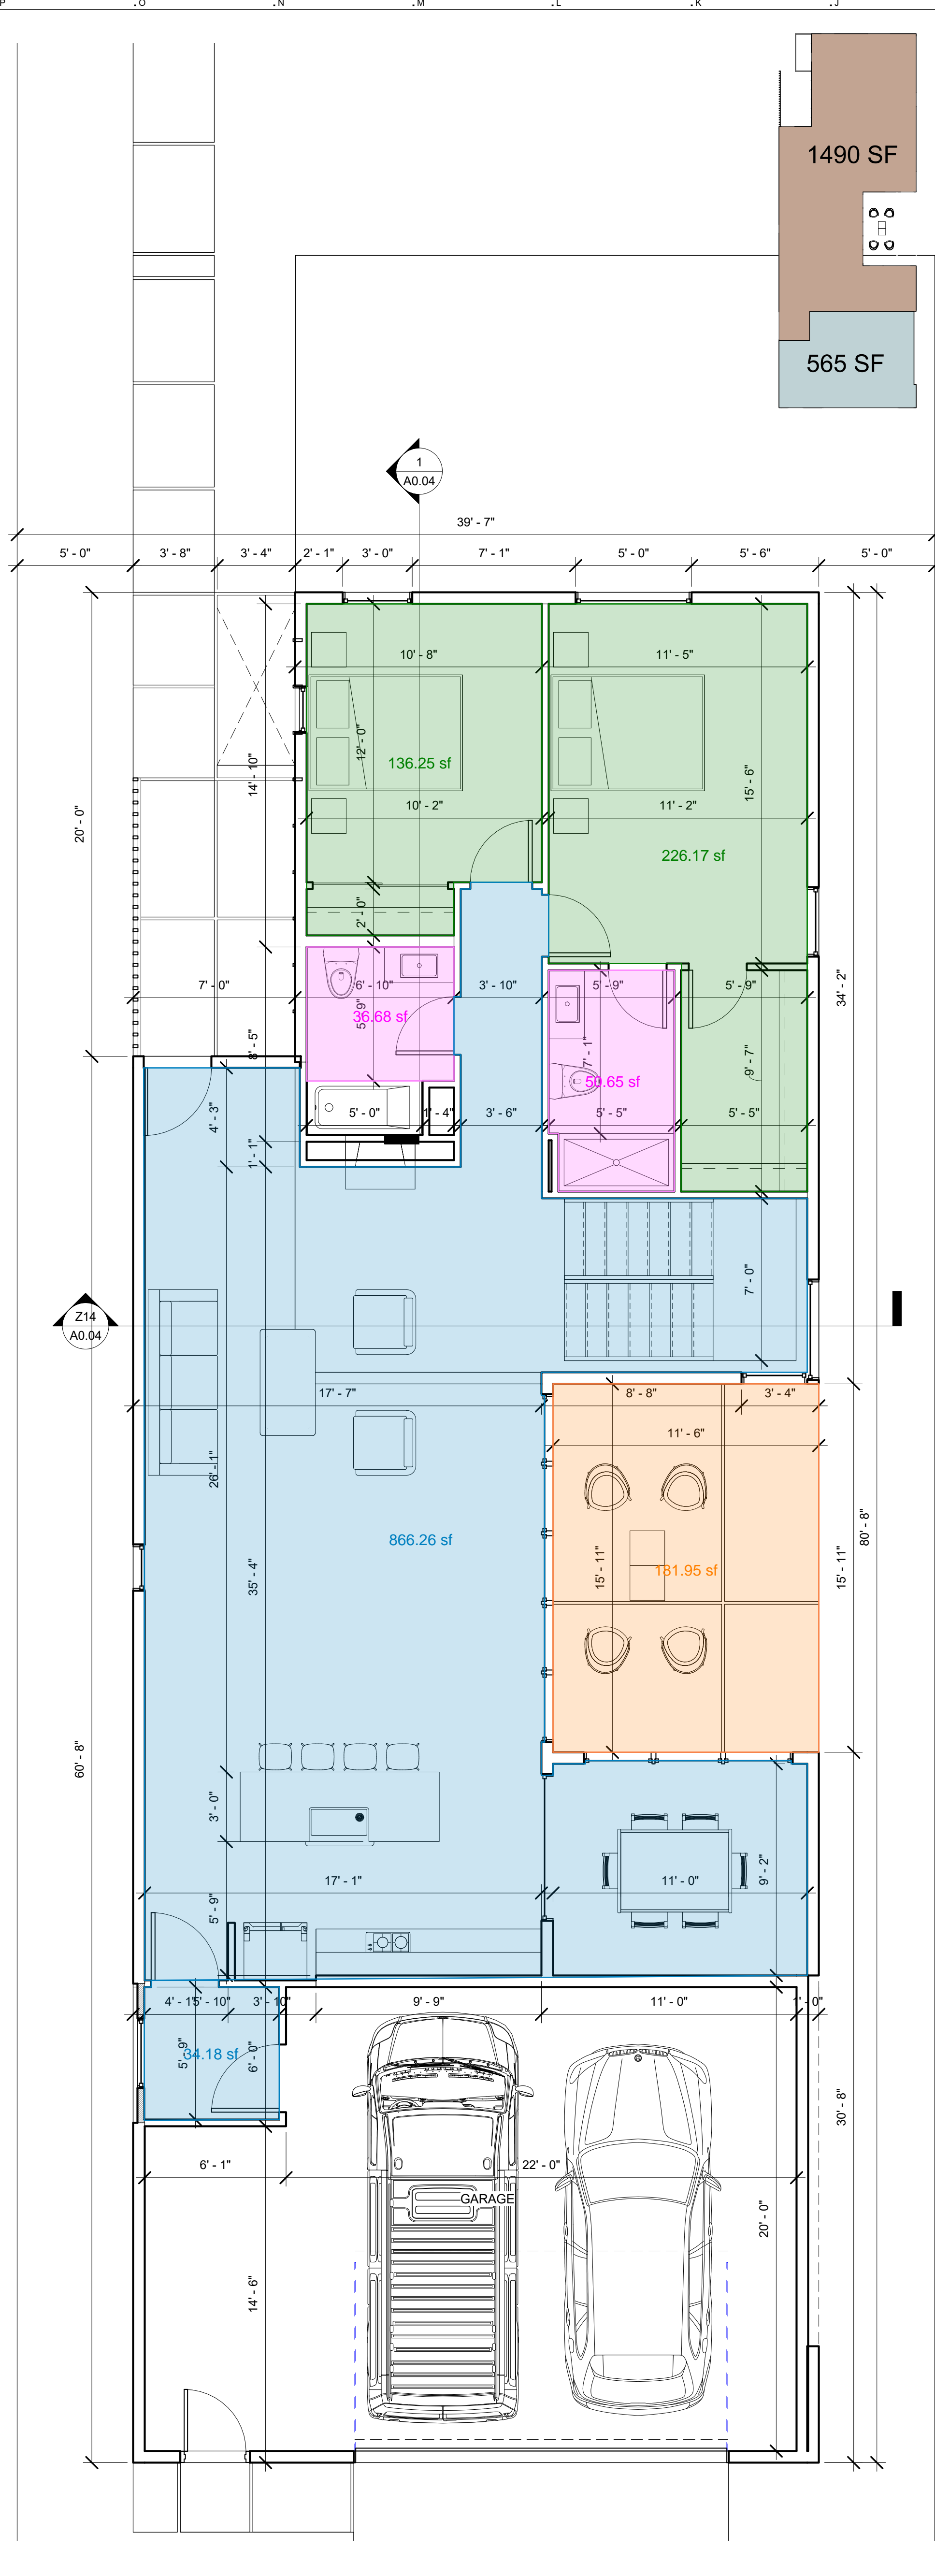 P O N M L K J
1490 SF
565 SF
1
A0.04
39' - 7"
5' - 0" 3' - 8" 3' - 4" 2' - 1" 3' - 0" 7' - 1" 5' - 0" 5' - 6" 5' - 0"
10' - 8" 11' - 5"
12' - 0"
136.25 sf
14' - 10"
15' - 6"
10' - 2" 11' - 2"
20' - 0"
226.17 sf
2' - 0"
34' - 2"
7' - 0" 6' - 10" 3' - 10" 5' - 9" 5' - 9"
5' - 9"
36.68 sf
8' - 5"
7' - 1"
9' - 7"
50.65 sf
4' - 3"
5' - 0" 1' - 4" 3' - 6" 5' - 5" 5' - 5"
1' - 1"
7' - 0"
Z14
A0.04
17' - 7" 8' - 8" 3' - 4"
11' - 6"
26' - 1"
866.26 sf
80' - 8"
35' - 4"
15' - 11"
181.95 sf
15' - 11"
60' - 8"
3' - 0"
17' - 1" 11' - 0"
9' - 2"
5' - 9"
4' - 1" 5' - 10" 3' - 10" 9' - 9" 11' - 0" 1' - 0"
5' - 9"
34.18 sf
6' - 0"
30' - 8"
6' - 1" 22' - 0"
GARAGE
20' - 0"
14' - 6"